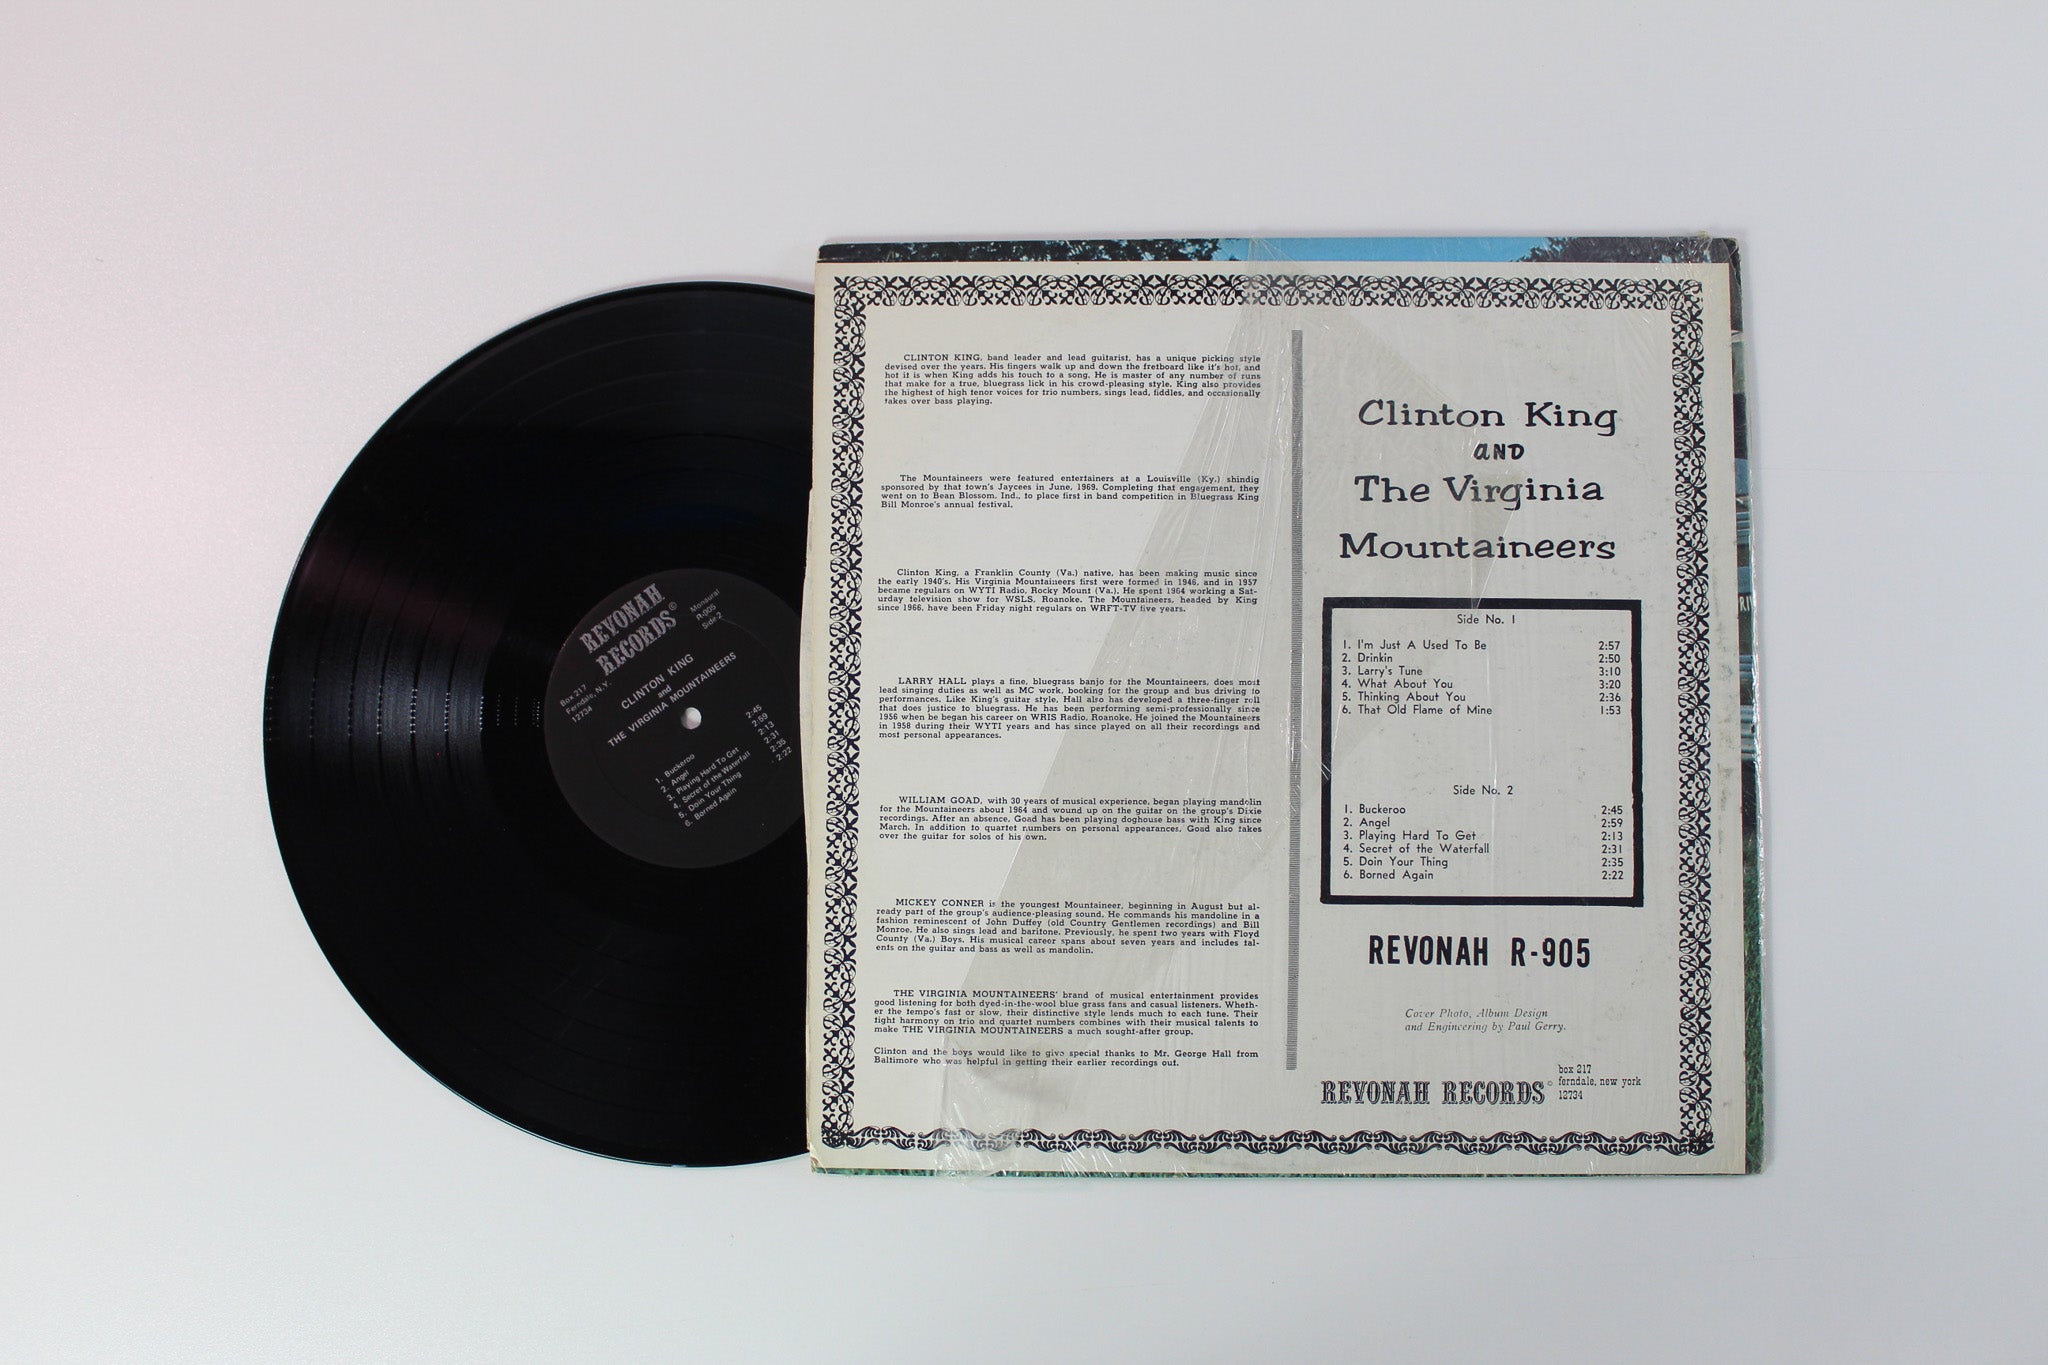 REVONAH
RECORDS©
Monaural
R-905
Side-2
Box 217
Ferndale, N.Y.
12734
CLINTON KING
and
THE VIRGINIA MOUNTAINEERS
1. Buckeroo 2:45
2. Angel 2:59
3. Playing Hard To Get 2:13
4. Secret of the Waterfall 2:31
5. Doin Your Thing 2:35
6. Borned Again 2:22
CLINTON KING, band leader and lead guitarist, has a unique picking style
devised over the years. His fingers walk up and down the fretboard like it's hot, and
hot it is when King adds his touch to a song. He is master of any number of runs
that make for a true, bluegrass lick in his crowd-pleasing style. King also provides
the highest of high tenor voices for trio numbers, sings lead, fiddles, and occasionally
takes over bass playing.
The Mountaineers were featured entertainers at a Louisville (Ky.) shindig
sponsored by that town's Jaycees in June, 1969. Completing that engagement, they
went on to Bean Blossom, Ind., to place first in band competition in Bluegrass King
Bill Monroe's annual festival.
Clinton King, a Franklin County (Va.) native, has been making music since
the early 1940's. His Virginia Mountaineers first were formed in 1946, and in 1957
became regulars on WYTI Radio, Rocky Mount (Va.). He spent 1964 working a Sat-
urday television show for WSLS, Roanoke. The Mountaineers, headed by King
since 1966, have been Friday night regulars on WRFT-TV five years.
LARRY HALL plays a fine, bluegrass banjo for the Mountaineers, does most
lead singing duties as well as MC work, booking for the group and bus driving to
performances. Like King's guitar style, Hall also has developed a three-finger roll
that does justice to bluegrass. He has been performing semi-professionally since
1956 when be began his career on WRIS Radio, Roanoke. He joined the Mountaineers
in 1958 during their WYTI years and has since played on all their recordings and
most personal appearances.
WILLIAM GOAD, with 30 years of musical experience, began playing mandolin
for the Mountaineers about 1964 and wound up on the guitar on the group's Dixie
recordings. After an absence, Goad has been playing doghouse bass with King since
March. In addition to quartet numbers on personal appearances, Goad also takes
over the guitar for solos of his own.
MICKEY CONNER is the youngest Mountaineer, beginning in August but al-
ready part of the group's audience-pleasing sound. He commands his mandoline in a
fashion reminescent of John Duffey (old Country Gentlemen recordings) and Bill
Monroe. He also sings lead and baritone. Previously, he spent two years with Floyd
County (Va.) Boys. His musical career spans about seven years and includes tal-
ents on the guitar and bass as well as mandolin.
THE VIRGINIA MOUNTAINEERS' brand of musical entertainment provides
good listening for both dyed-in-the-wool blue grass fans and casual listeners. Wheth-
er the tempo's fast or slow, their distinctive style lends much to each tune. Their
tight harmony on trio and quartet numbers combines with their musical talents to
make THE VIRGINIA MOUNTAINEERS a much sought-after group.
Clinton and the boys would like to give special thanks to Mr. George Hall from
Baltimore who was helpful in getting their earlier recordings out.
Clinton King
AND
The Virginia
Mountaineers
Side No. 1
1. I'm Just A Used To Be 2:57
2. Drinkin 2:50
3. Larry's Tune 3:10
4. What About You 3:20
5. Thinking About You 2:36
6. That Old Flame of Mine 1:53
Side No. 2
1. Buckeroo 2:45
2. Angel 2:59
3. Playing Hard To Get 2:13
4. Secret of the Waterfall 2:31
5. Doin Your Thing 2:35
6. Borned Again 2:22
REVONAH R-905
Cover Photo, Album Design
and Engineering by Paul Gerry.
REVONAH RECORDS©
box 217
ferndale, new york
12734